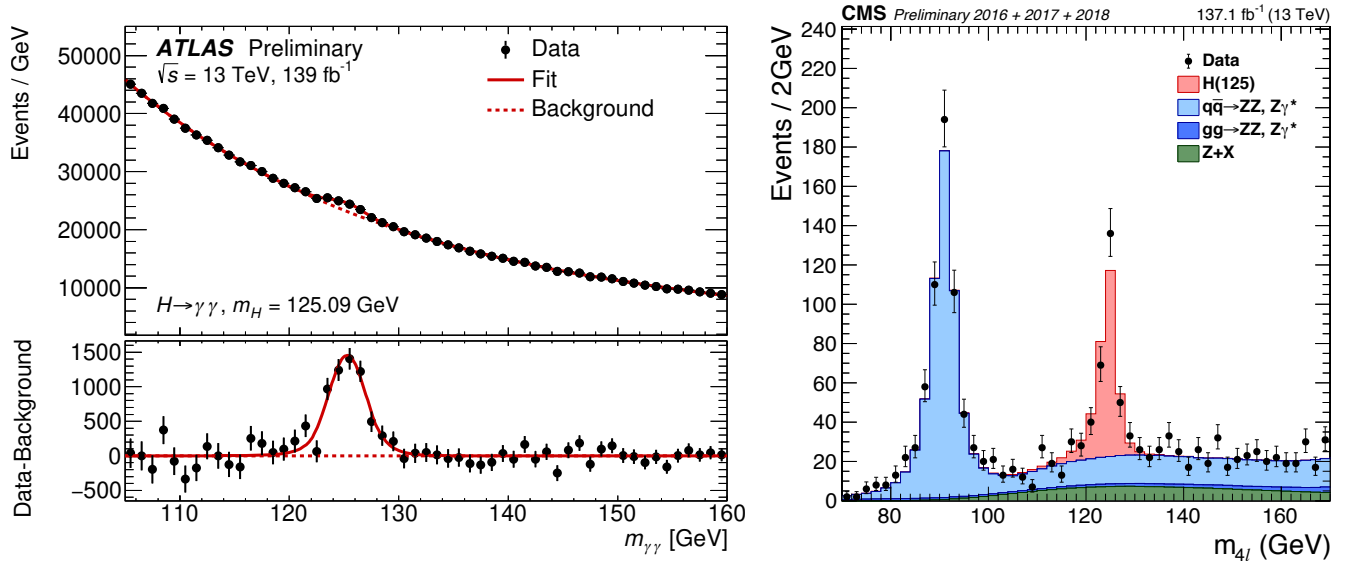 ATLAS Preliminary
√s = 13 TeV, 139 fb⁻¹
Data
Fit
Background
Events / GeV
50000
40000
30000
20000
10000
H→γγ, m_H = 125.09 GeV
Data-Background
1500
1000
500
0
−500
110 120 130 140 150 160
m_γγ [GeV]
CMS Preliminary 2016 + 2017 + 2018 137.1 fb⁻¹ (13 TeV)
Events / 2GeV
240
220
200
180
160
140
120
100
80
60
40
20
0
Data
H(125)
qq̄→ZZ, Zγ*
gg→ZZ, Zγ*
Z+X
80 100 120 140 160
m_4l (GeV)